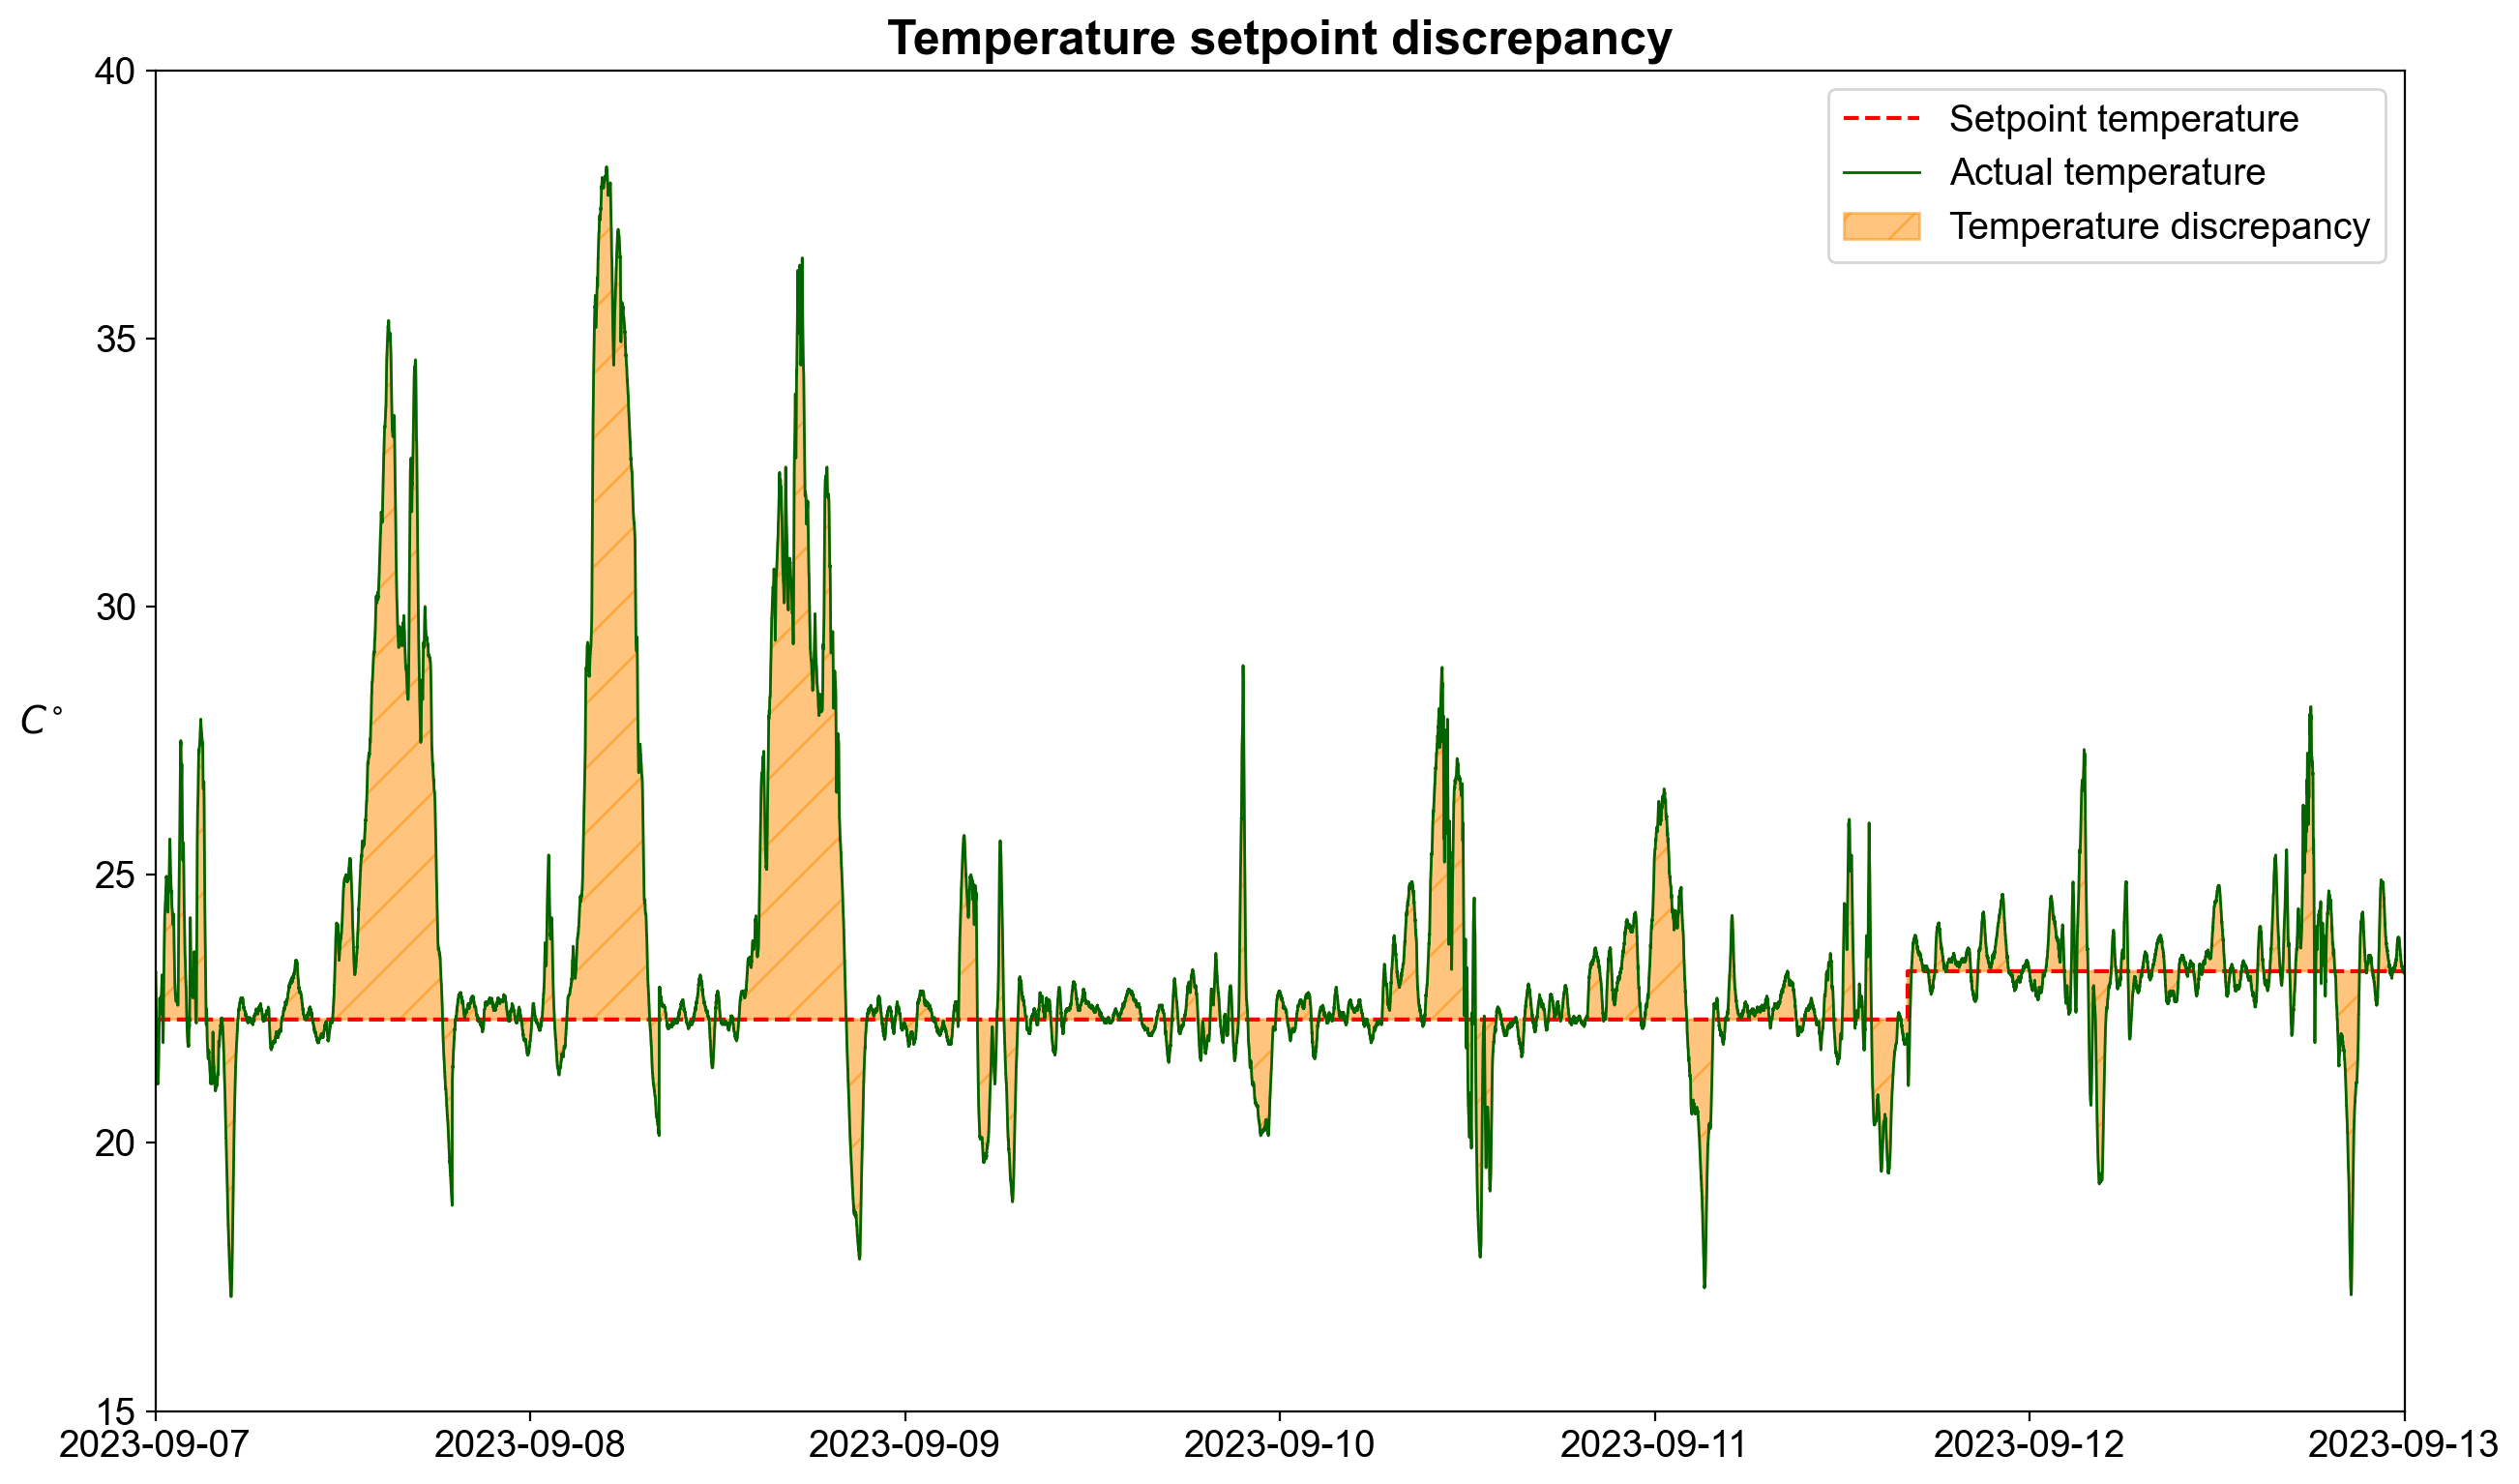 Temperature setpoint discrepancy
40
35
30
25
20
15
C°
Setpoint temperature
Actual temperature
Temperature discrepancy
2023-09-07 2023-09-08 2023-09-09 2023-09-10 2023-09-11 2023-09-12 2023-09-13